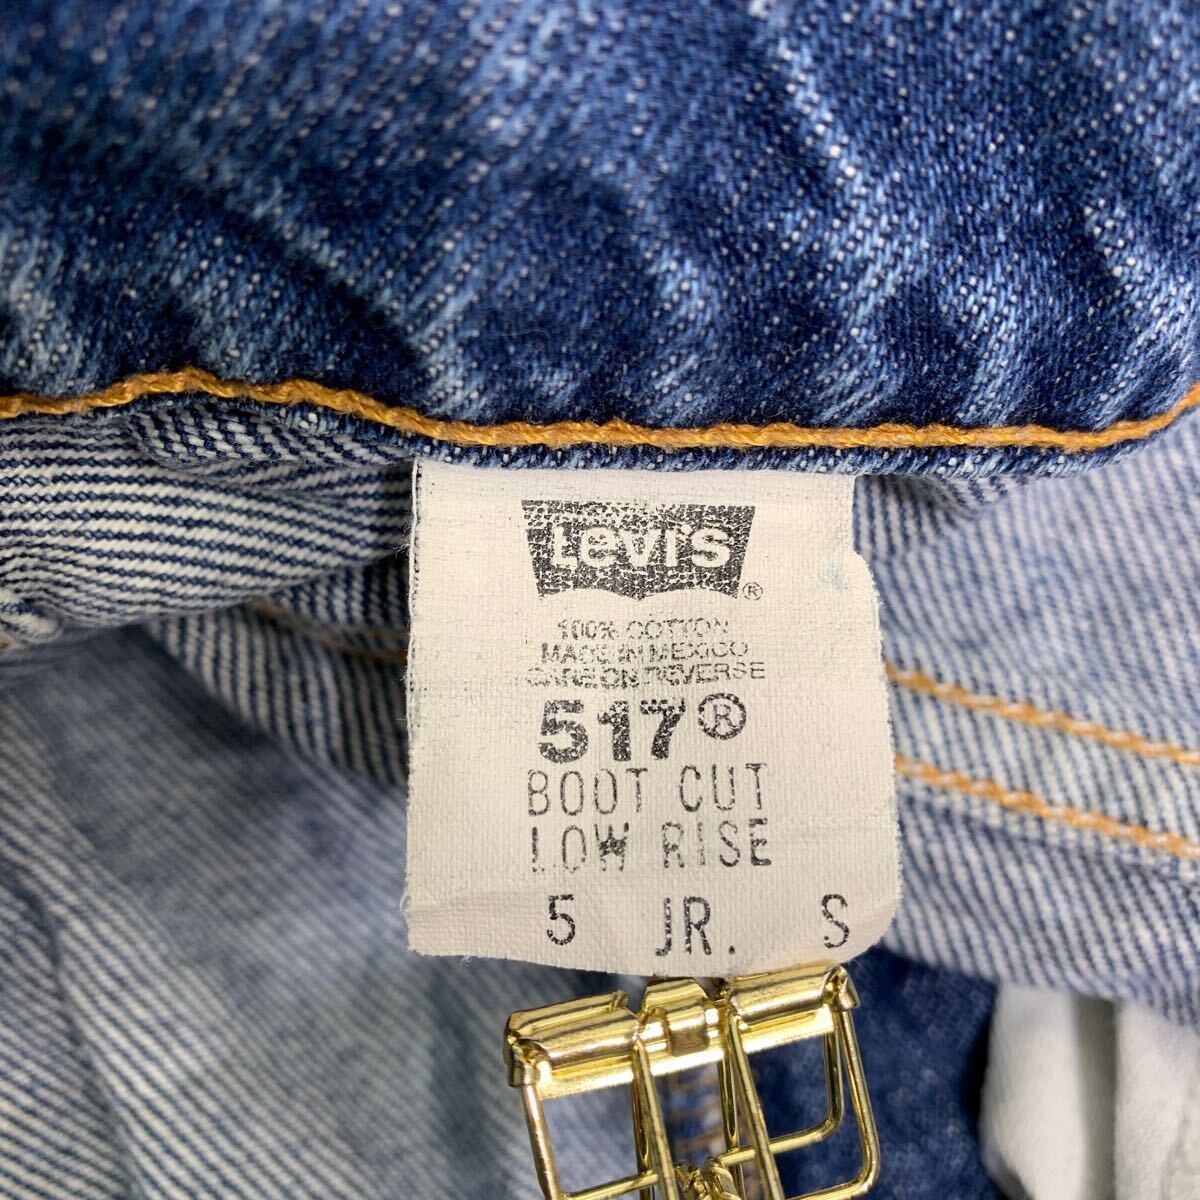 Levi's ®
100% COTTON
MADE IN MEXICO
CARE ON REVERSE
517®
BOOT CUT
LOW RISE
5 JR. S